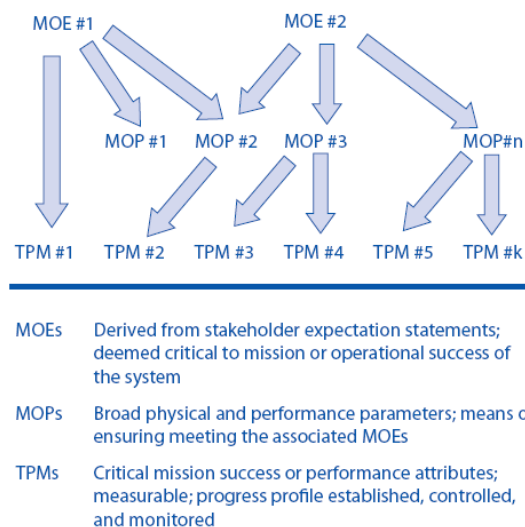 MOE #1 MOE #2
MOP #1 MOP #2 MOP #3 MOP#n
TPM #1 TPM #2 TPM #3 TPM #4 TPM #5 TPM #k
MOEs Derived from stakeholder expectation statements;
deemed critical to mission or operational success of
the system
MOPs Broad physical and performance parameters; means
ensuring meeting the associated MOEs
TPMs Critical mission success or performance attributes;
measurable; progress profile established, controlled,
and monitored